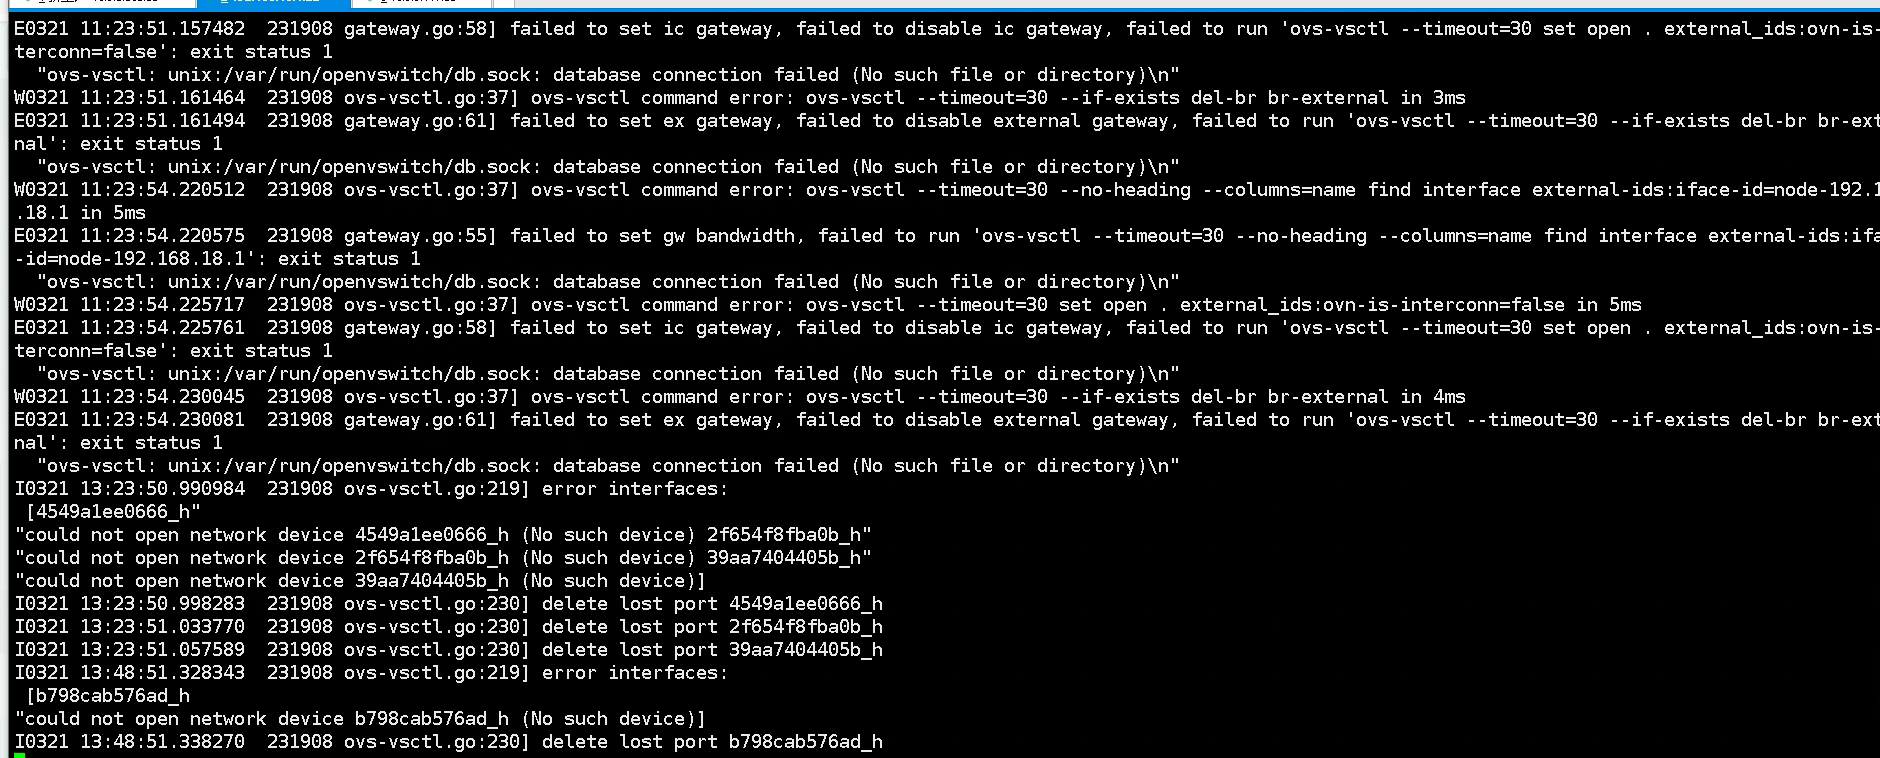 E0321 11:23:51.157482  231908 gateway.go:58] failed to set ic gateway, failed to disable ic gateway, failed to run 'ovs-vsctl --timeout=30 set open . external_ids:ovn-is-
terconn=false': exit status 1
  "ovs-vsctl: unix:/var/run/openvswitch/db.sock: database connection failed (No such file or directory)\n"
W0321 11:23:51.161464  231908 ovs-vsctl.go:37] ovs-vsctl command error: ovs-vsctl --timeout=30 --if-exists del-br br-external in 3ms
E0321 11:23:51.161494  231908 gateway.go:61] failed to set ex gateway, failed to disable external gateway, failed to run 'ovs-vsctl --timeout=30 --if-exists del-br br-ext
nal': exit status 1
  "ovs-vsctl: unix:/var/run/openvswitch/db.sock: database connection failed (No such file or directory)\n"
W0321 11:23:54.220512  231908 ovs-vsctl.go:37] ovs-vsctl command error: ovs-vsctl --timeout=30 --no-heading --columns=name find interface external-ids:iface-id=node-192.1
.18.1 in 5ms
E0321 11:23:54.220575  231908 gateway.go:55] failed to set gw bandwidth, failed to run 'ovs-vsctl --timeout=30 --no-heading --columns=name find interface external-ids:ifa
-id=node-192.168.18.1': exit status 1
  "ovs-vsctl: unix:/var/run/openvswitch/db.sock: database connection failed (No such file or directory)\n"
W0321 11:23:54.225717  231908 ovs-vsctl.go:37] ovs-vsctl command error: ovs-vsctl --timeout=30 set open . external_ids:ovn-is-interconn=false in 5ms
E0321 11:23:54.225761  231908 gateway.go:58] failed to set ic gateway, failed to disable ic gateway, failed to run 'ovs-vsctl --timeout=30 set open . external_ids:ovn-is-
terconn=false': exit status 1
  "ovs-vsctl: unix:/var/run/openvswitch/db.sock: database connection failed (No such file or directory)\n"
W0321 11:23:54.230045  231908 ovs-vsctl.go:37] ovs-vsctl command error: ovs-vsctl --timeout=30 --if-exists del-br br-external in 4ms
E0321 11:23:54.230081  231908 gateway.go:61] failed to set ex gateway, failed to disable external gateway, failed to run 'ovs-vsctl --timeout=30 --if-exists del-br br-ext
nal': exit status 1
  "ovs-vsctl: unix:/var/run/openvswitch/db.sock: database connection failed (No such file or directory)\n"
I0321 13:23:50.990984  231908 ovs-vsctl.go:219] error interfaces:
 [4549a1ee0666_h"
"could not open network device 4549a1ee0666_h (No such device) 2f654f8fba0b_h"
"could not open network device 2f654f8fba0b_h (No such device) 39aa7404405b_h"
"could not open network device 39aa7404405b_h (No such device)]
I0321 13:23:50.998283  231908 ovs-vsctl.go:230] delete lost port 4549a1ee0666_h
I0321 13:23:51.033770  231908 ovs-vsctl.go:230] delete lost port 2f654f8fba0b_h
I0321 13:23:51.057589  231908 ovs-vsctl.go:230] delete lost port 39aa7404405b_h
I0321 13:48:51.328343  231908 ovs-vsctl.go:219] error interfaces:
 [b798cab576ad_h
"could not open network device b798cab576ad_h (No such device)]
I0321 13:48:51.338270  231908 ovs-vsctl.go:230] delete lost port b798cab576ad_h